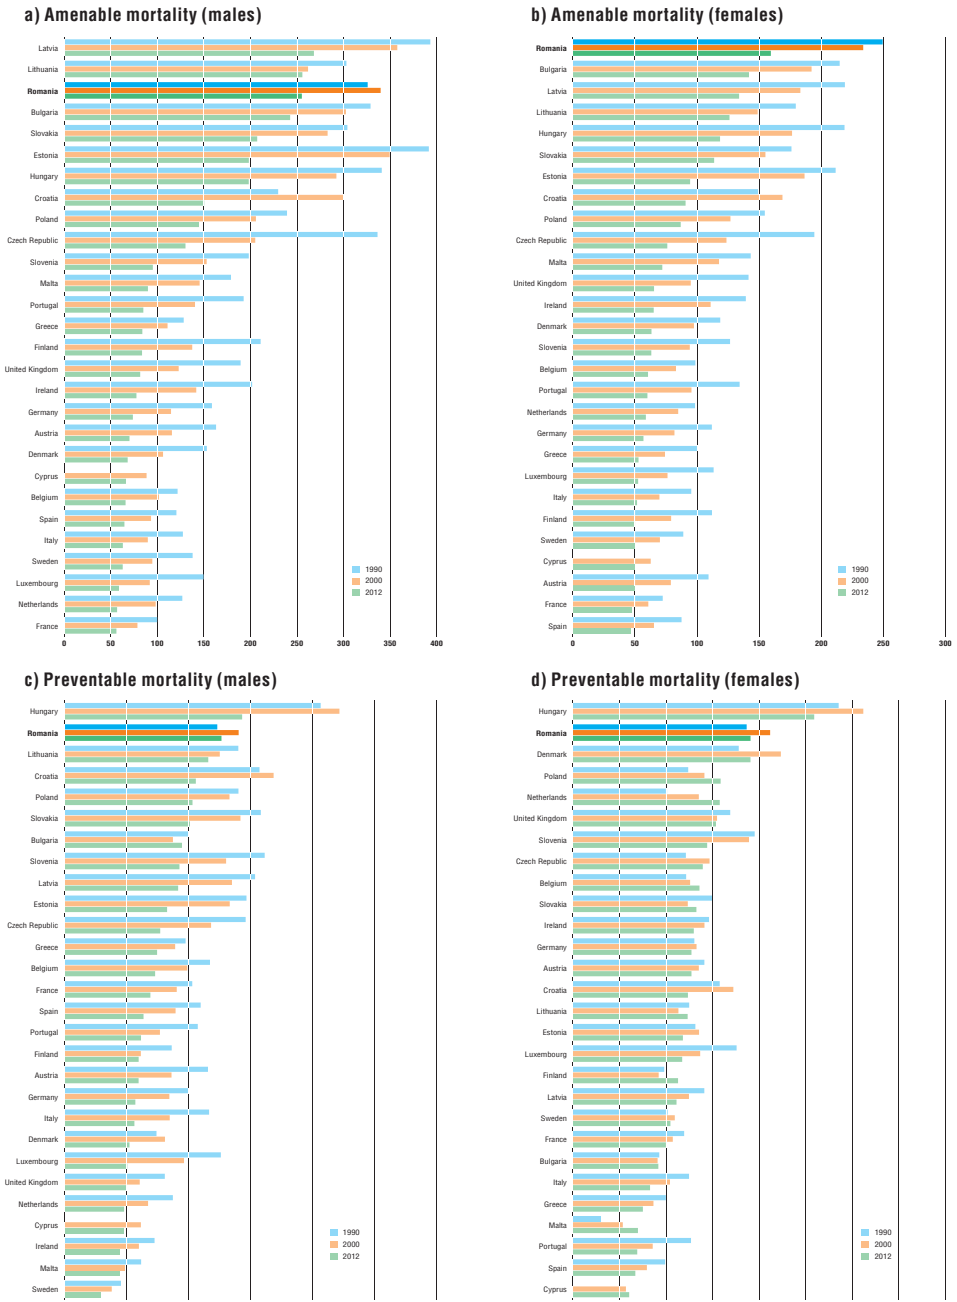 a) Amenable mortality (males)
Latvia
Lithuania
Romania
Bulgaria
Slovakia
Estonia
Hungary
Croatia
Poland
Czech Republic
Slovenia
Malta
Portugal
Greece
Finland
United Kingdom
Ireland
Germany
Austria
Denmark
Cyprus
Belgium
Spain
Italy
Sweden
Luxembourg
Netherlands
France
1990
2000
2012
0 50 100 150 200 250 300 350 400
b) Amenable mortality (females)
Romania
Bulgaria
Latvia
Lithuania
Hungary
Slovakia
Estonia
Croatia
Poland
Czech Republic
Malta
United Kingdom
Ireland
Denmark
Slovenia
Belgium
Portugal
Netherlands
Germany
Greece
Luxembourg
Italy
Finland
Sweden
Cyprus
Austria
France
Spain
1990
2000
2012
0 50 100 150 200 250 300
c) Preventable mortality (males)
Hungary
Romania
Lithuania
Croatia
Poland
Slovakia
Bulgaria
Slovenia
Latvia
Estonia
Czech Republic
Greece
Belgium
France
Spain
Portugal
Finland
Austria
Germany
Italy
Denmark
Luxembourg
United Kingdom
Netherlands
Cyprus
Ireland
Malta
Sweden
1990
2000
2012
d) Preventable mortality (females)
Hungary
Romania
Denmark
Poland
Netherlands
United Kingdom
Slovenia
Czech Republic
Belgium
Slovakia
Ireland
Germany
Austria
Croatia
Lithuania
Estonia
Luxembourg
Finland
Latvia
Sweden
France
Bulgaria
Italy
Greece
Malta
Portugal
Spain
Cyprus
1990
2000
2012